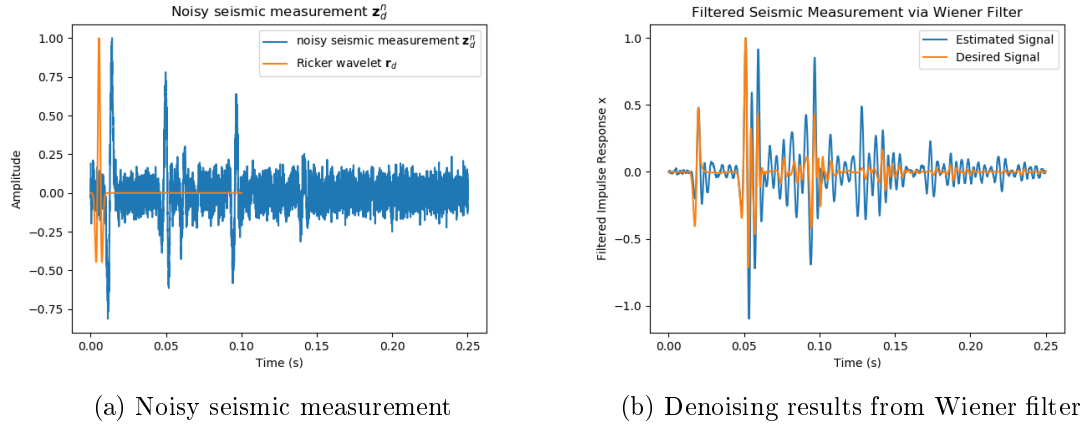 Noisy seismic measurement z_d^n
noisy seismic measurement z_d^n
Ricker wavelet r_d
Amplitude
1.00
0.75
0.50
0.25
0.00
−0.25
−0.50
−0.75
0.00 0.05 0.10 0.15 0.20 0.25
Time (s)
(a) Noisy seismic measurement
Filtered Seismic Measurement via Wiener Filter
Estimated Signal
Desired Signal
Filtered Impulse Response x
1.0
0.5
0.0
−0.5
−1.0
0.00 0.05 0.10 0.15 0.20 0.25
Time (s)
(b) Denoising results from Wiener filter